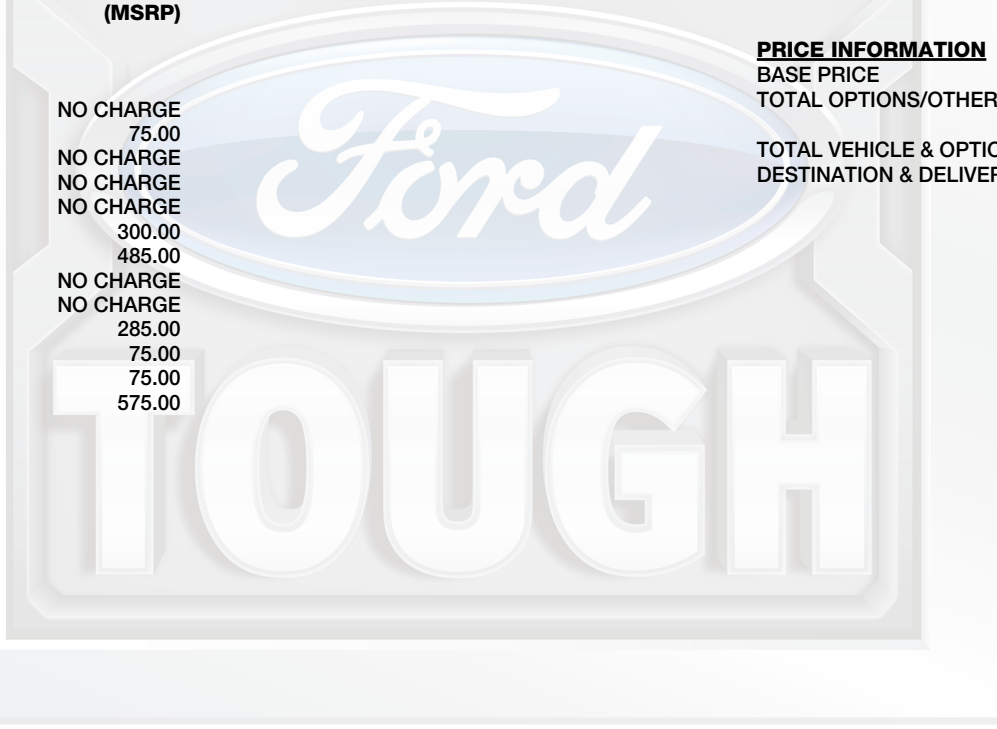 (MSRP)
NO CHARGE
75.00
NO CHARGE
NO CHARGE
NO CHARGE
300.00
485.00
NO CHARGE
NO CHARGE
285.00
75.00
75.00
575.00
PRICE INFORMATION
BASE PRICE
TOTAL OPTIONS/OTHER
TOTAL VEHICLE & OPTIO
DESTINATION & DELIVER
Ford
TOUGH